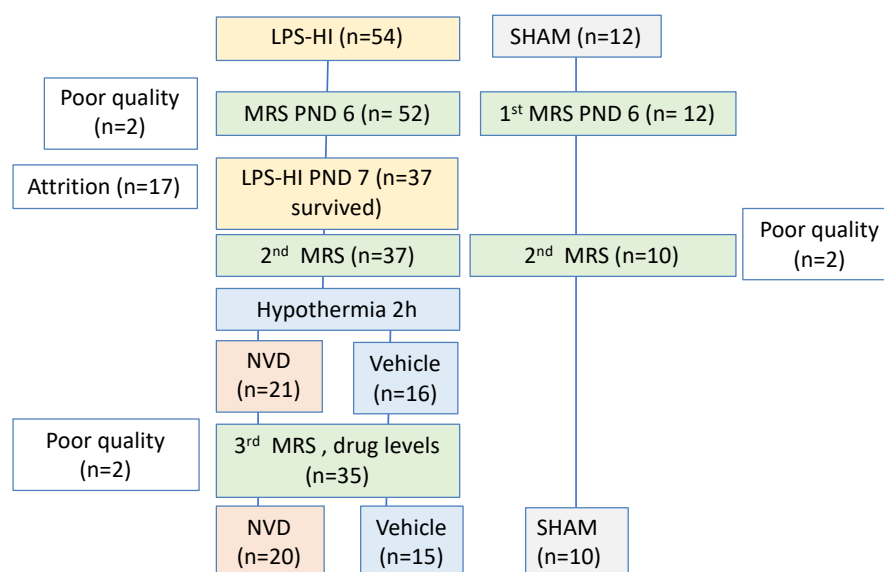 LPS-HI (n=54)
SHAM (n=12)
Poor quality
(n=2)
MRS PND 6 (n= 52)
1st MRS PND 6 (n= 12)
Attrition (n=17)
LPS-HI PND 7 (n=37
survived)
2nd MRS (n=37)
2nd MRS (n=10)
Poor quality
(n=2)
Hypothermia 2h
NVD
(n=21)
Vehicle
(n=16)
Poor quality
(n=2)
3rd MRS , drug levels
(n=35)
NVD
(n=20)
Vehicle
(n=15)
SHAM
(n=10)